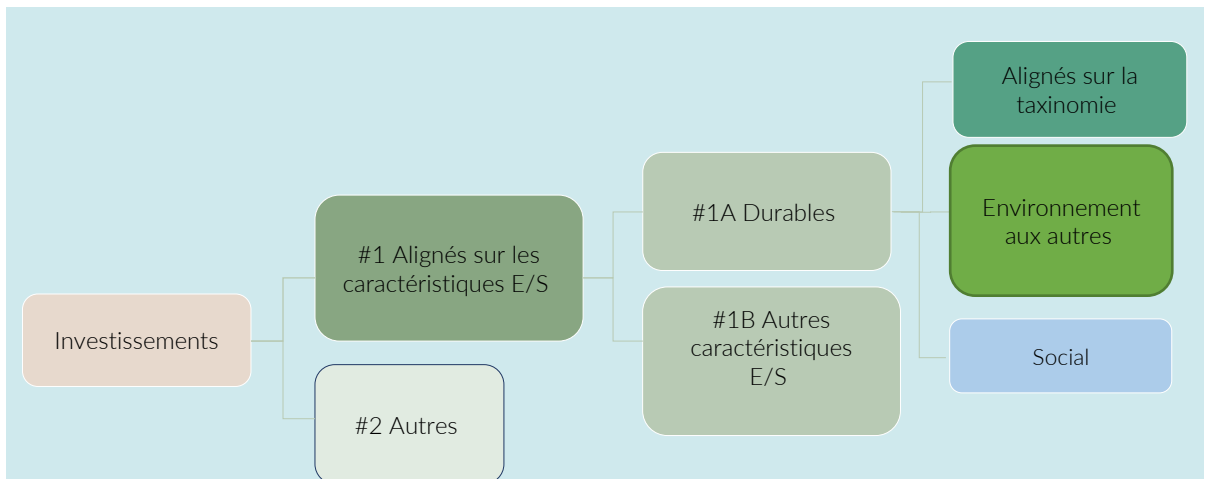 Investissements
#1 Alignés sur les
caractéristiques E/S
#2 Autres
#1A Durables
#1B Autres
caractéristiques
E/S
Alignés sur la
taxinomie
Environnement
aux autres
Social